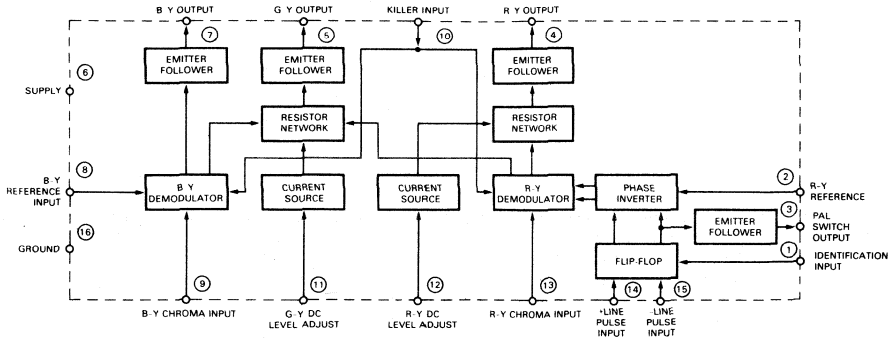 B Y OUTPUT
G Y OUTPUT
KILLER INPUT
R Y OUTPUT
7
5
10
4
EMITTER
FOLLOWER
EMITTER
FOLLOWER
EMITTER
FOLLOWER
6
SUPPLY
RESISTOR
NETWORK
RESISTOR
NETWORK
8
B-Y
REFERENCE
INPUT
B Y
DEMODULATOR
CURRENT
SOURCE
CURRENT
SOURCE
R-Y
DEMODULATOR
PHASE
INVERTER
2
R-Y
REFERENCE
3
PAL
SWITCH
OUTPUT
EMITTER
FOLLOWER
16
GROUND
FLIP-FLOP
1
IDENTIFICATION
INPUT
9
11
12
13
14
15
B-Y CHROMA INPUT
G-Y DC
LEVEL ADJUST
R-Y DC
LEVEL ADJUST
R-Y CHROMA INPUT
+LINE
PULSE
INPUT
-LINE
PULSE
INPUT